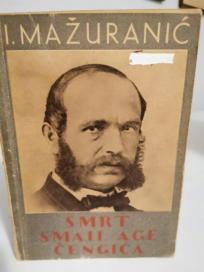 I. MAŽURANIĆ
SMRT
SMAIL AGE
ČENGIĆA